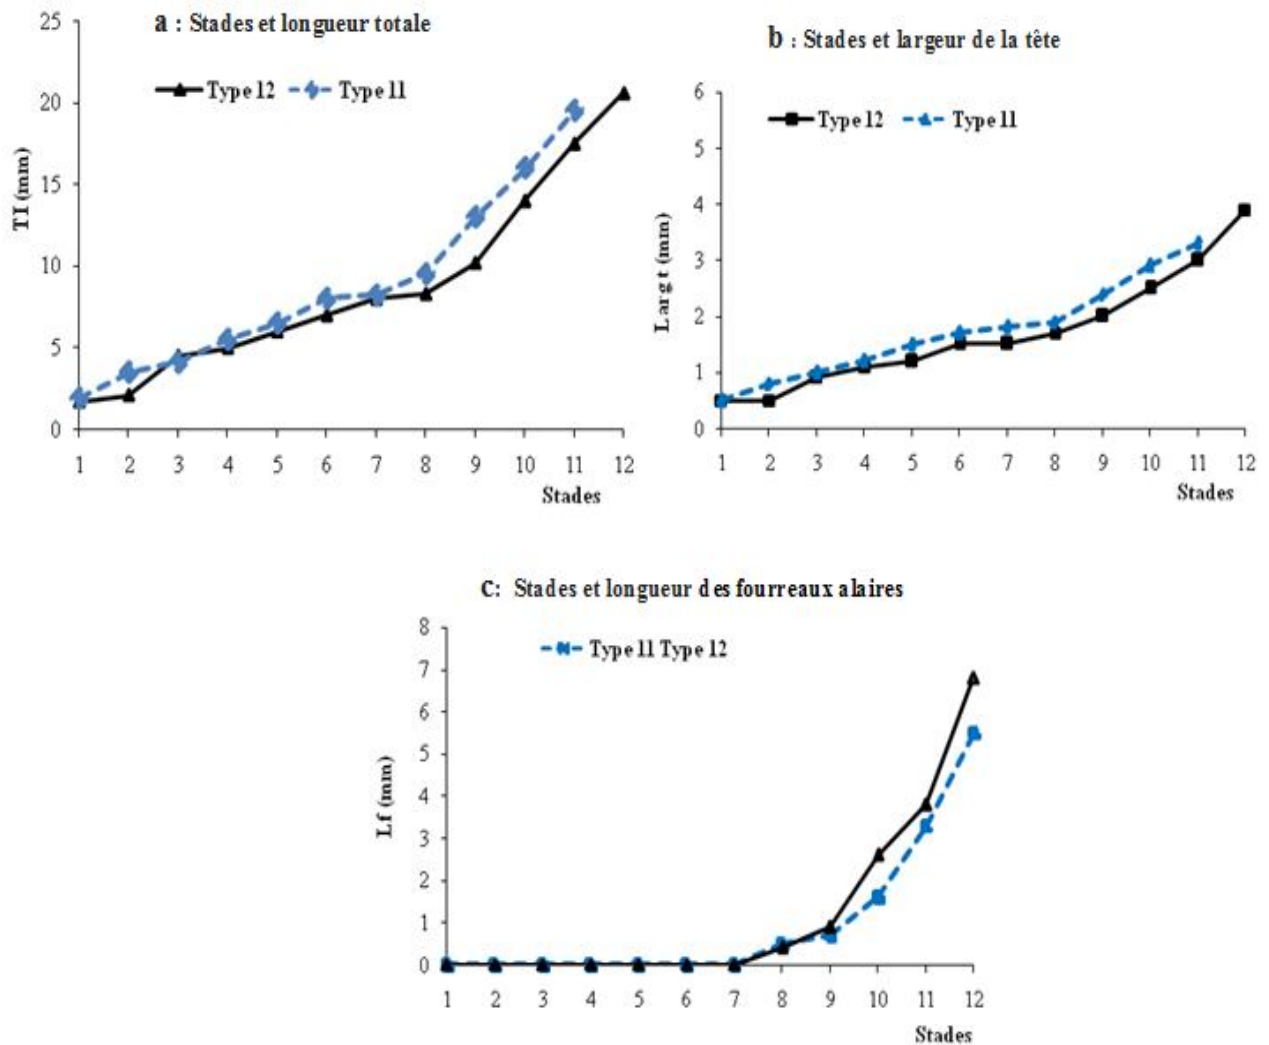 a : Stades et longueur totale
Type 12 Type 11
25
20
15
10
5
0
TI (mm)
1 2 3 4 5 6 7 8 9 10 11 12
Stades
b : Stades et largeur de la tête
Type 12 Type 11
6
5
4
3
2
1
0
Larg t (mm)
1 2 3 4 5 6 7 8 9 10 11 12
Stades
c: Stades et longueur des fourreaux alaires
Type 11 Type 12
8
7
6
5
4
3
2
1
0
Lf (mm)
1 2 3 4 5 6 7 8 9 10 11 12
Stades